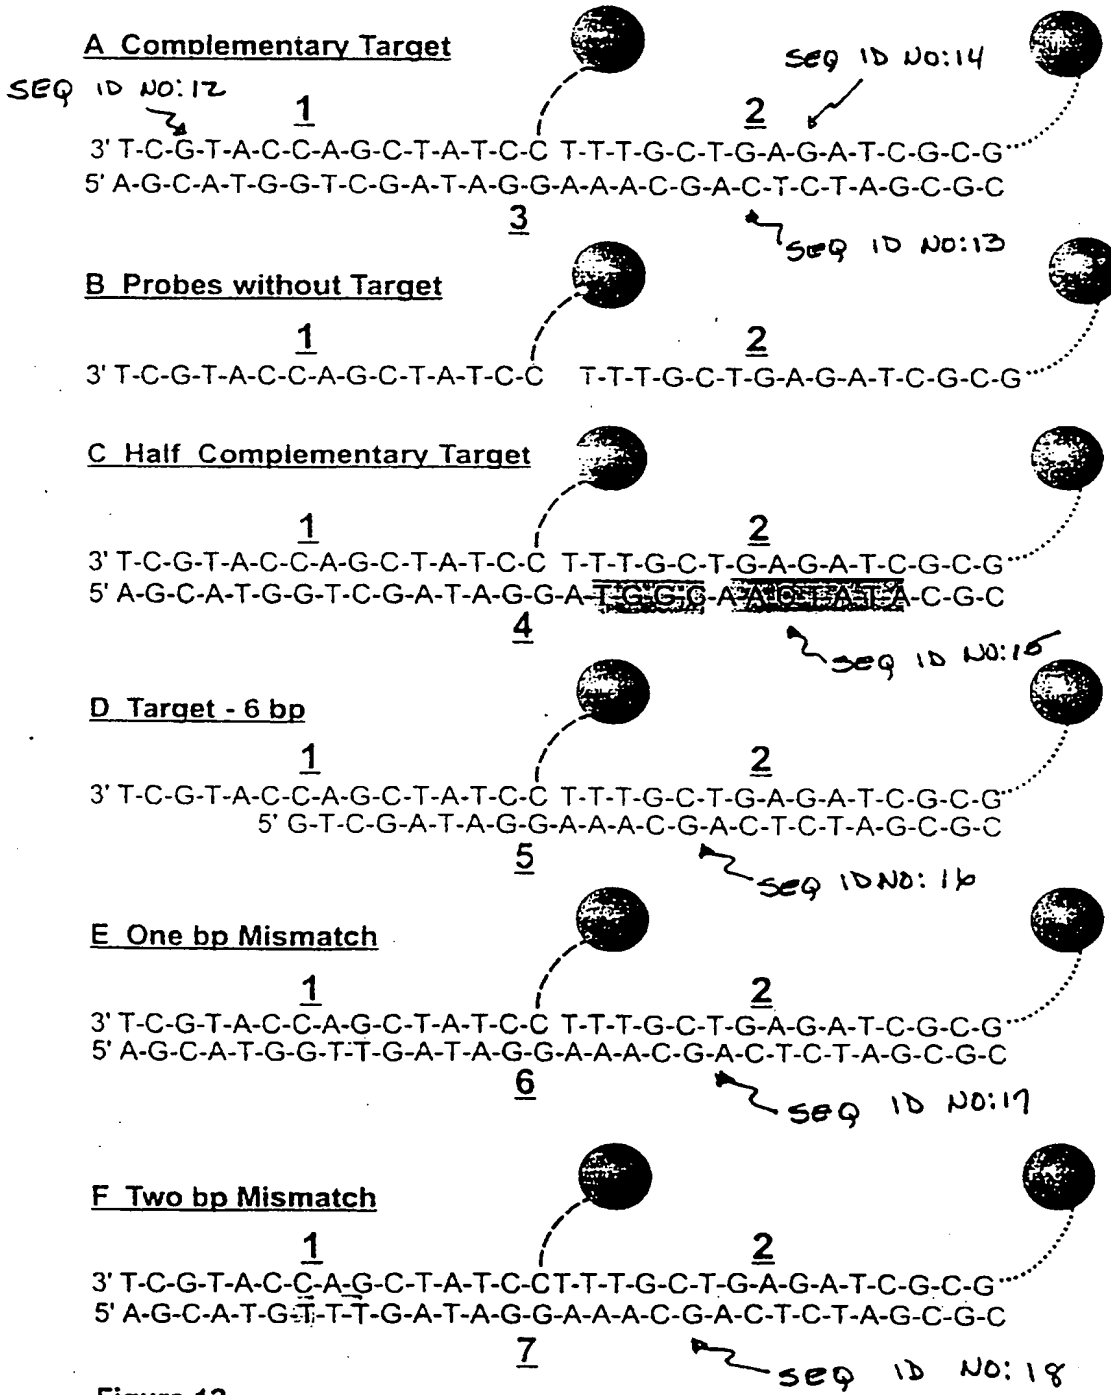 A Complementary Target
SEQ ID NO:12
SEQ ID NO:14
1
2
3' T-C-G-T-A-C-C-A-G-C-T-A-T-C-C T-T-T-G-C-T-G-A-G-A-T-C-G-C-G
5' A-G-C-A-T-G-G-T-C-G-A-T-A-G-G-A-A-A-C-G-A-C-T-C-T-A-G-C-G-C
3
SEQ ID NO:13
B Probes without Target
1
2
3' T-C-G-T-A-C-C-A-G-C-T-A-T-C-C T-T-T-G-C-T-G-A-G-A-T-C-G-C-G
C Half Complementary Target
1
2
3' T-C-G-T-A-C-C-A-G-C-T-A-T-C-C T-T-T-G-C-T-G-A-G-A-T-C-G-C-G
5' A-G-C-A-T-G-G-T-C-G-A-T-A-G-G-A-T-G-G-C-A-A-C-T-A-T-A-C-G-C
4
SEQ ID NO:15
D Target - 6 bp
1
2
3' T-C-G-T-A-C-C-A-G-C-T-A-T-C-C T-T-T-G-C-T-G-A-G-A-T-C-G-C-G
5' G-T-C-G-A-T-A-G-G-A-A-A-C-G-A-C-T-C-T-A-G-C-G-C
5
SEQ ID NO: 16
E One bp Mismatch
1
2
3' T-C-G-T-A-C-C-A-G-C-T-A-T-C-C T-T-T-G-C-T-G-A-G-A-T-C-G-C-G
5' A-G-C-A-T-G-G-T-T-G-A-T-A-G-G-A-A-A-C-G-A-C-T-C-T-A-G-C-G-C
6
SEQ ID NO:17
F Two bp Mismatch
1
2
3' T-C-G-T-A-C-C-A-G-C-T-A-T-C-C-T-T-T-G-C-T-G-A-G-A-T-C-G-C-G
5' A-G-C-A-T-G-T-T-T-G-A-T-A-G-G-A-A-A-C-G-A-C-T-C-T-A-G-C-G-C
7
SEQ ID NO: 18